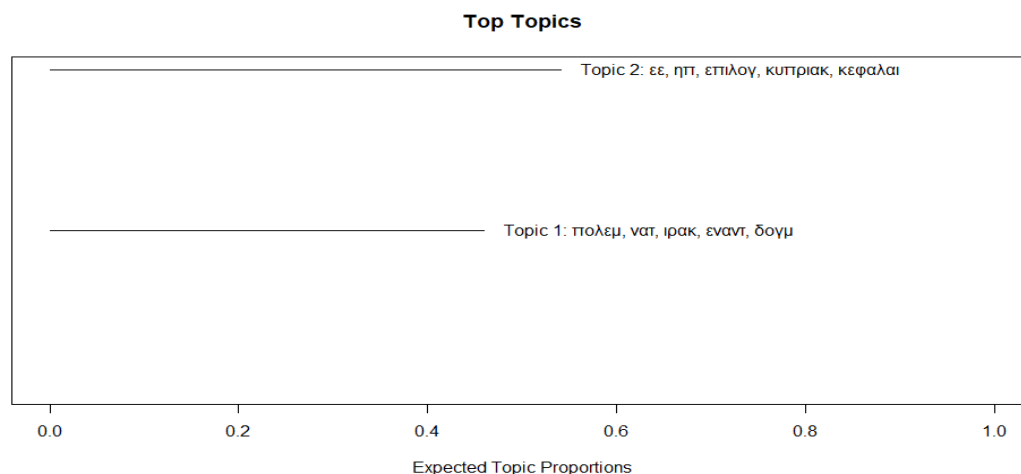 Top Topics
Topic 2: εε, ηπ, επιλογ, κυπριακ, κεφαλαι
Topic 1: πολεμ, νατ, ιρακ, εναντ, δογμ
0.0 0.2 0.4 0.6 0.8 1.0
Expected Topic Proportions